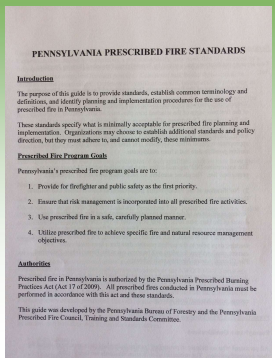 PENNSYLVANIA PRESCRIBED FIRE STANDARDS
Introduction
The purpose of this guide is to provide standards, establish common terminology and
definitions, and identify planning and implementation procedures for the use of
prescribed fire in Pennsylvania.
These standards specify what is minimally acceptable for prescribed fire planning and
implementation. Organizations may choose to establish additional standards and policy
direction, but they must adhere to, and cannot modify, these minimums.
Prescribed Fire Program Goals
Pennsylvania's prescribed fire program goals are to:
1. Provide for firefighter and public safety as the first priority.
2. Ensure that risk management is incorporated into all prescribed fire activities.
3. Use prescribed fire in a safe, carefully planned manner.
4. Utilize prescribed fire to achieve specific fire and natural resource management
objectives.
Authorities
Prescribed fire in Pennsylvania is authorized by the Pennsylvania Prescribed Burning
Practices Act (Act 17 of 2009). All prescribed fires conducted in Pennsylvania must be
performed in accordance with this act and these standards.
This guide was developed by the Pennsylvania Bureau of Forestry and the Pennsylvania
Prescribed Fire Council, Training and Standards Committee.